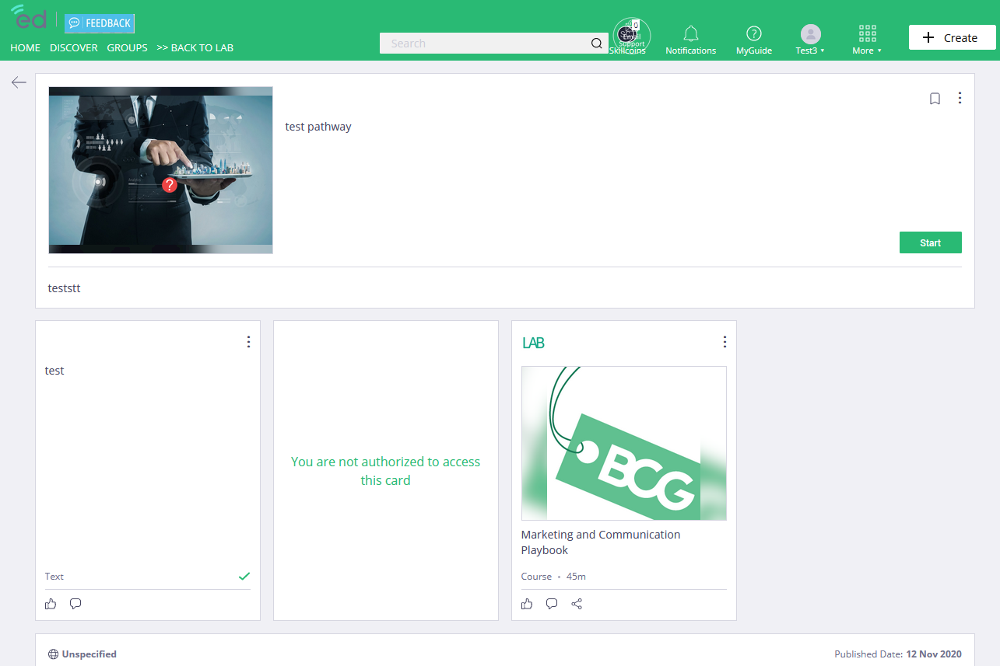 ed
FEEDBACK
HOME DISCOVER GROUPS >> BACK TO LAB
Search
0
Email
Support
Skillcoins
Notifications
MyGuide
Test3
More
Create
test pathway
?
Start
teststt
test
Text
You are not authorized to access
this card
LAB
BCG
Marketing and Communication
Playbook
Course • 45m
Unspecified
Published Date: 12 Nov 2020